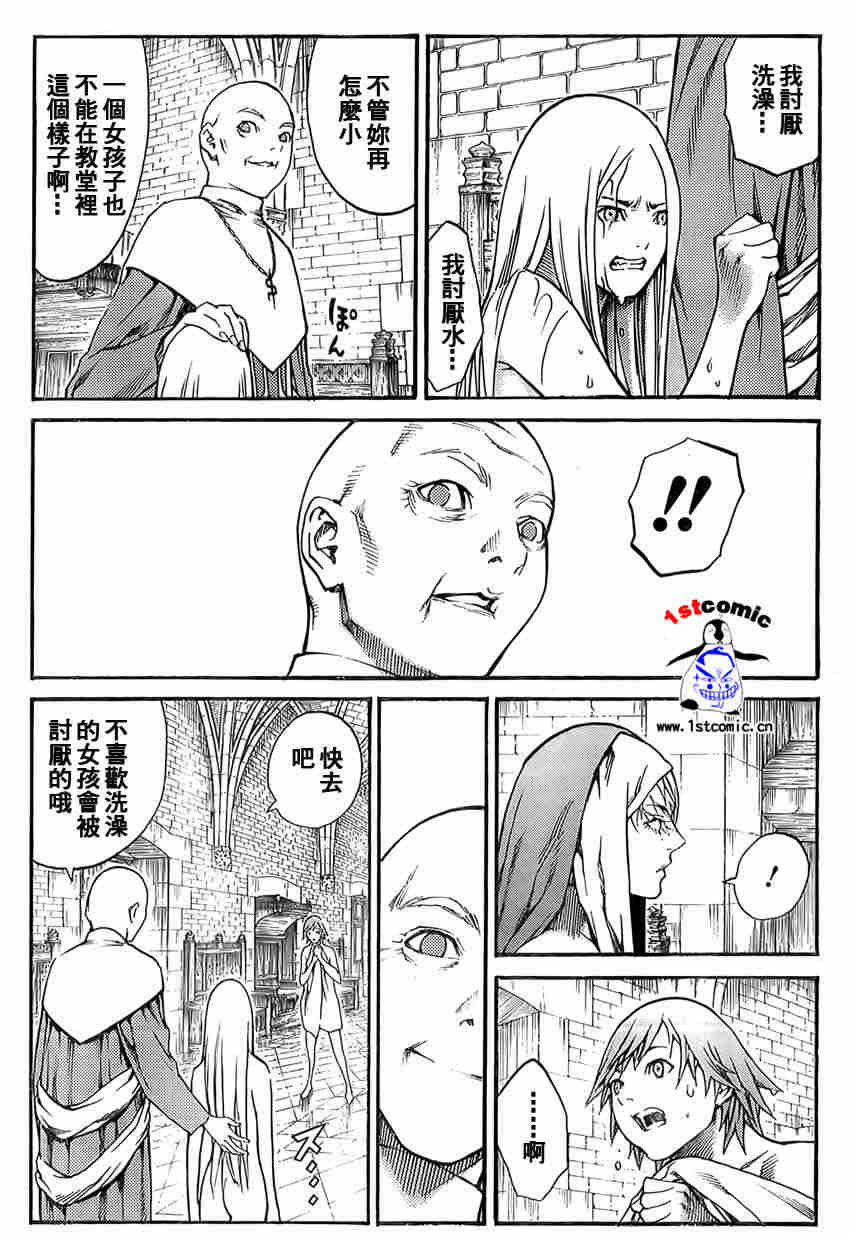 我討厭
洗澡…
我討厭水…
不管妳再
怎麼小
一個女孩子也
不能在教堂裡
這個樣子啊…
ぽん
!!
1stcomic
www.1stcomic.cn
!
……啊
快去
吧
不喜歡洗澡
的女孩會被
討厭的哦
ス…